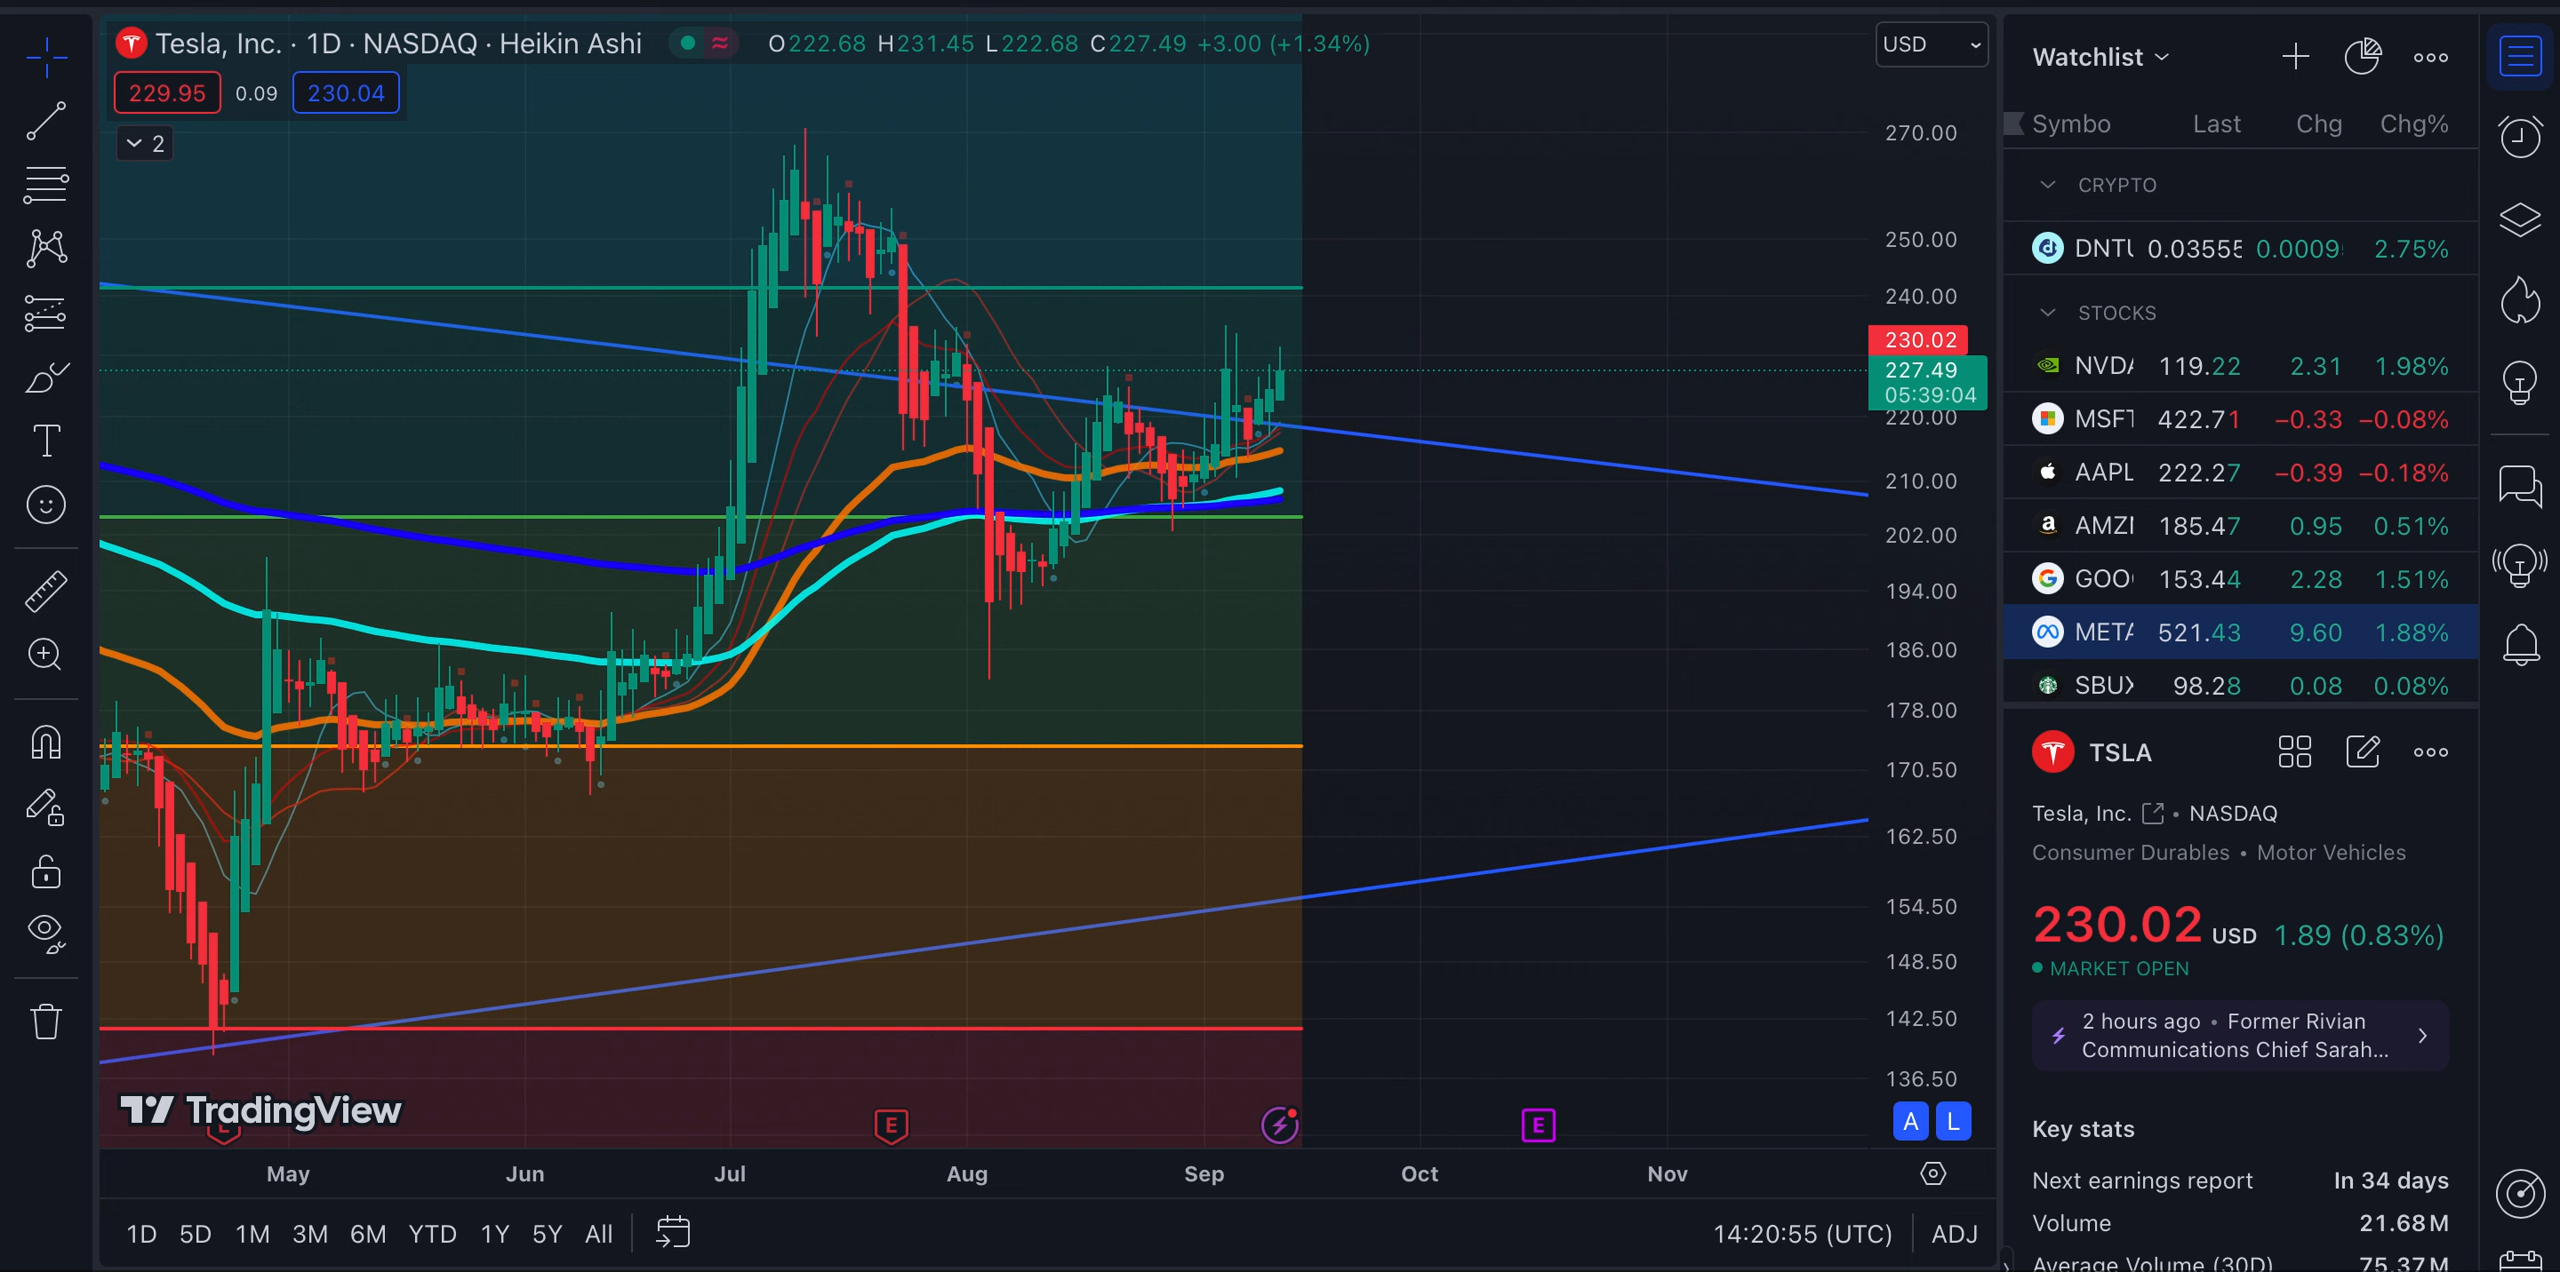 Tesla, Inc. · 1D · NASDAQ · Heikin Ashi O222.68 H231.45 L222.68 C227.49 +3.00 (+1.34%)
229.95 0.09 230.04
2
USD
270.00
250.00
240.00
230.02
227.49
05:39:04
220.00
210.00
202.00
194.00
186.00
178.00
170.50
162.50
154.50
148.50
142.50
136.50
TradingView
E
E
A L
May Jun Jul Aug Sep Oct Nov
1D 5D 1M 3M 6M YTD 1Y 5Y All 14:20:55 (UTC) ADJ
Watchlist
Symbo Last Chg Chg%
CRYPTO
DNTU 0.03555 0.0009 2.75%
STOCKS
NVDA 119.22 2.31 1.98%
MSFT 422.71 −0.33 −0.08%
AAPL 222.27 −0.39 −0.18%
AMZI 185.47 0.95 0.51%
GOO 153.44 2.28 1.51%
META 521.43 9.60 1.88%
SBUX 98.28 0.08 0.08%
TSLA
Tesla, Inc. • NASDAQ
Consumer Durables • Motor Vehicles
230.02 USD 1.89 (0.83%)
MARKET OPEN
2 hours ago • Former Rivian
Communications Chief Sarah...
Key stats
Next earnings report In 34 days
Volume 21.68M
Average Volume (30D) 75.37M